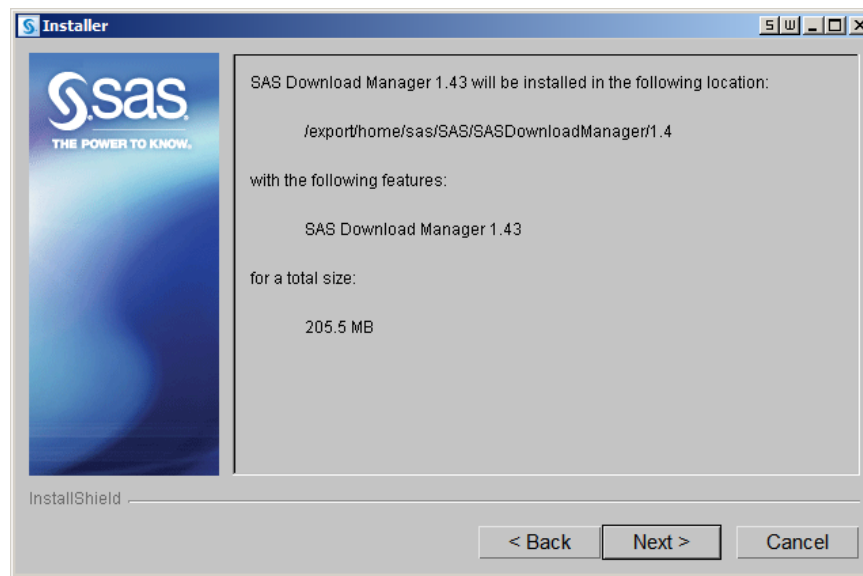 Installer
S W
sas
THE POWER TO KNOW.
SAS Download Manager 1.43 will be installed in the following location:
/export/home/sas/SAS/SASDownloadManager/1.4
with the following features:
SAS Download Manager 1.43
for a total size:
205.5 MB
InstallShield
< Back
Next >
Cancel